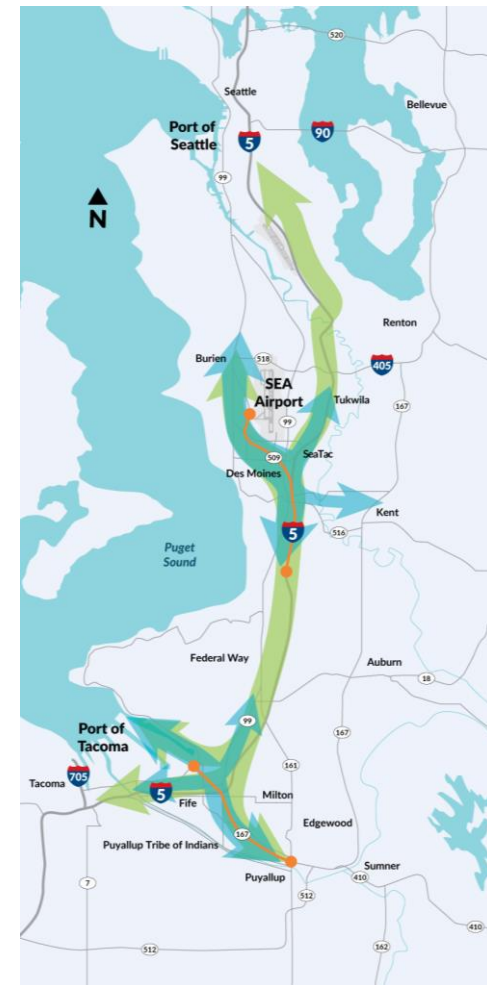 520
Seattle
Bellevue
Port of
Seattle
5
90
99
N
Renton
Burien
518
405
SEA
Airport
Tukwila
167
99
SeaTac
509
Des Moines
Kent
5
516
Puget
Sound
Federal Way
Auburn
18
99
167
Port of
Tacoma
161
705
Tacoma
5
Milton
Fife
Edgewood
167
Puyallup Tribe of Indians
Sumner
410
Puyallup
7
512
410
512
162